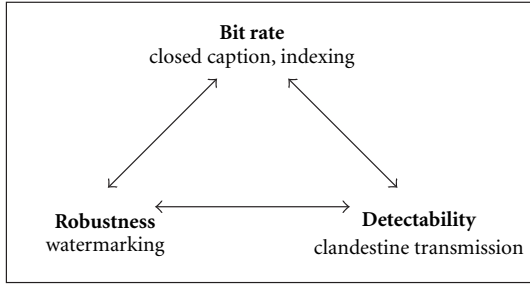 Bit rate
closed caption, indexing
Robustness
watermarking
Detectability
clandestine transmission